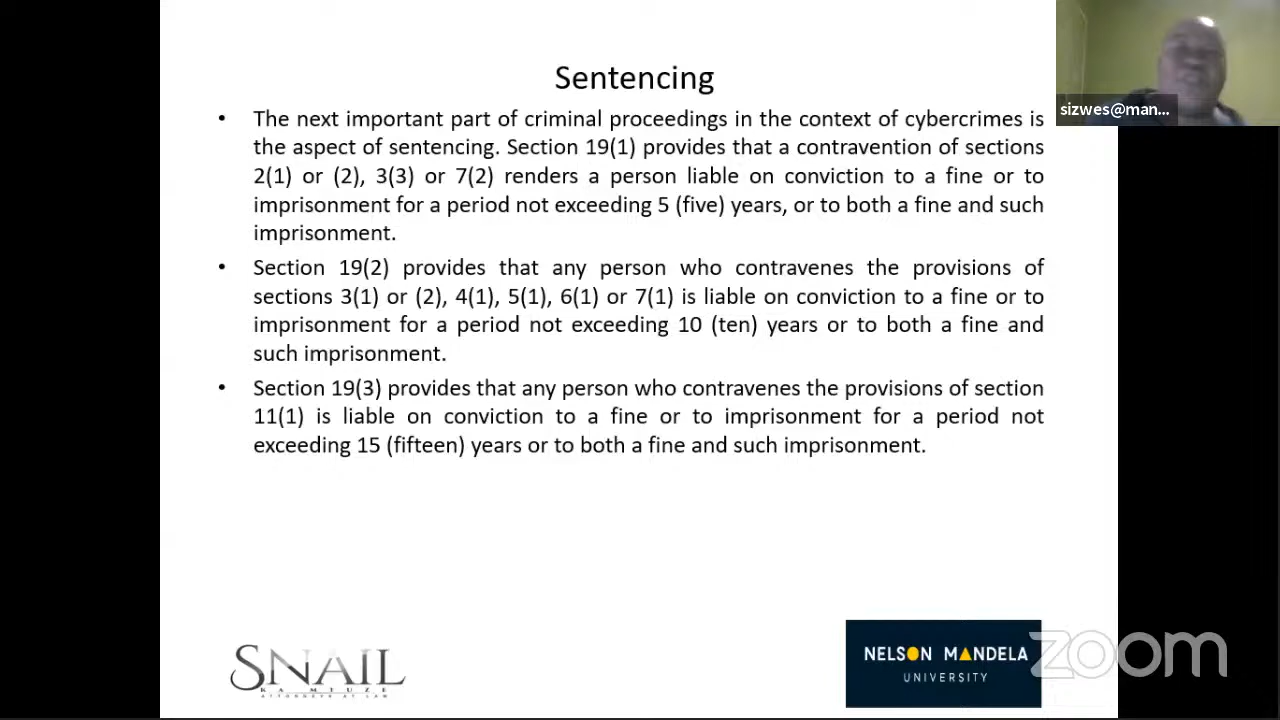 Sentencing
• The next important part of criminal proceedings in the context of cybercrimes is
the aspect of sentencing. Section 19(1) provides that a contravention of sections
2(1) or (2), 3(3) or 7(2) renders a person liable on conviction to a fine or to
imprisonment for a period not exceeding 5 (five) years, or to both a fine and such
imprisonment.
• Section 19(2) provides that any person who contravenes the provisions of
sections 3(1) or (2), 4(1), 5(1), 6(1) or 7(1) is liable on conviction to a fine or to
imprisonment for a period not exceeding 10 (ten) years or to both a fine and
such imprisonment.
• Section 19(3) provides that any person who contravenes the provisions of section
11(1) is liable on conviction to a fine or to imprisonment for a period not
exceeding 15 (fifteen) years or to both a fine and such imprisonment.
sizwes@man...
SNAIL
ATTORNEYS AT LAW
NELSON MANDELA
UNIVERSITY
zoom